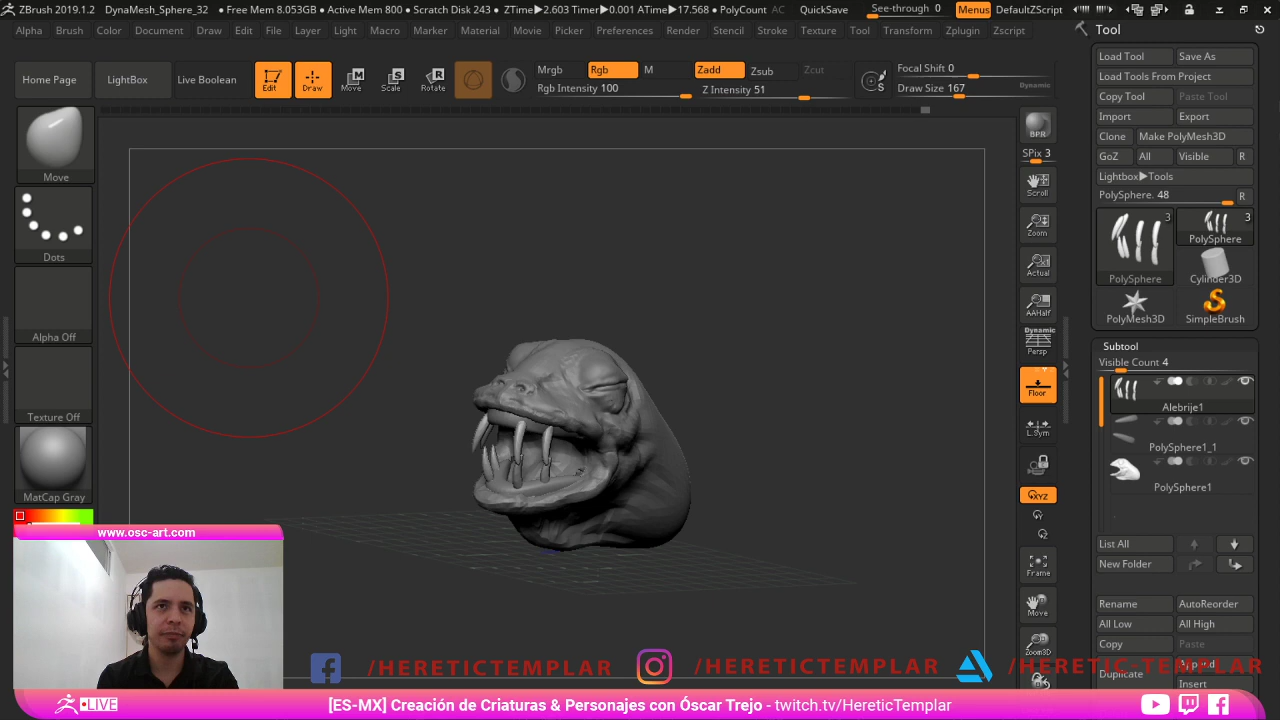 ZBrush 2019.1.2 DynaMesh_Sphere_32 • Free Mem 8.053GB • Active Mem 800 • Scratch Disk 243 • ZTime▶2.603 Timer▶0.001 ATime▶17.568 • PolyCount AC QuickSave See-through 0 Menus DefaultZScript
Alpha Brush Color Document Draw Edit File Layer Light Macro Marker Material Movie Picker Preferences Render Stencil Stroke Texture Tool Transform Zplugin Zscript
Home Page LightBox Live Boolean Edit Draw Move Scale Rotate
Mrgb Rgb M Zadd Zsub Zcut
Rgb Intensity 100 Z Intensity 51
Focal Shift 0
Draw Size 167 Dynamic
Move
Dots
Alpha Off
Texture Off
MatCap Gray
BPR
SPix 3
Scroll
Zoom
Actual
AAHalf
Dynamic
Persp
Floor
L.Sym
XYZ
Frame
Move
Zoom3D
Tool
Load Tool Save As
Load Tools From Project
Copy Tool Paste Tool
Import Export
Clone Make PolyMesh3D
GoZ All Visible R
Lightbox▶Tools
PolySphere. 48 R
3 3
PolySphere
PolySphere Cylinder3D
PolyMesh3D SimpleBrush
Subtool
Visible Count 4
Alebrije1
PolySphere1_1
PolySphere1
List All
New Folder
Rename AutoReorder
All Low All High
Copy Paste
Duplicate Append
Insert
www.osc-art.com
/HERETICTEMPLAR /HERETICTEMPLAR /HERETIC-TEMPLAR
LIVE [ES-MX] Creación de Criaturas & Personajes con Óscar Trejo - twitch.tv/HereticTemplar